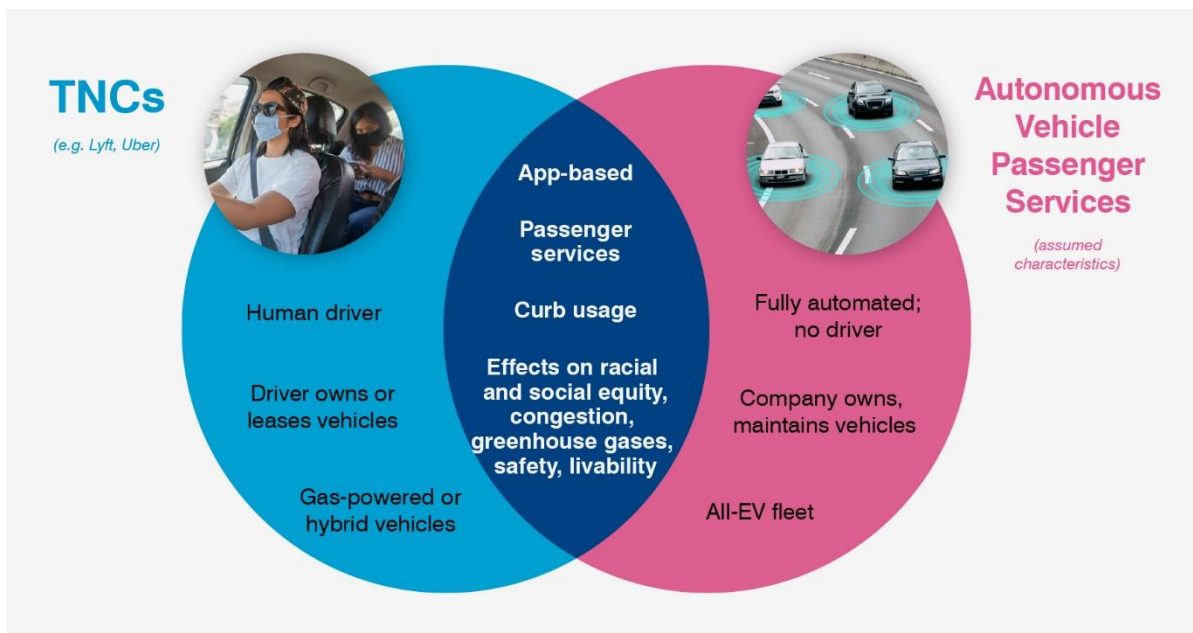 TNCs
(e.g. Lyft, Uber)
Human driver
Driver owns or
leases vehicles
Gas-powered or
hybrid vehicles
App-based
Passenger
services
Curb usage
Effects on racial
and social equity,
congestion,
greenhouse gases,
safety, livability
Autonomous
Vehicle
Passenger
Services
(assumed
characteristics)
Fully automated;
no driver
Company owns,
maintains vehicles
All-EV fleet